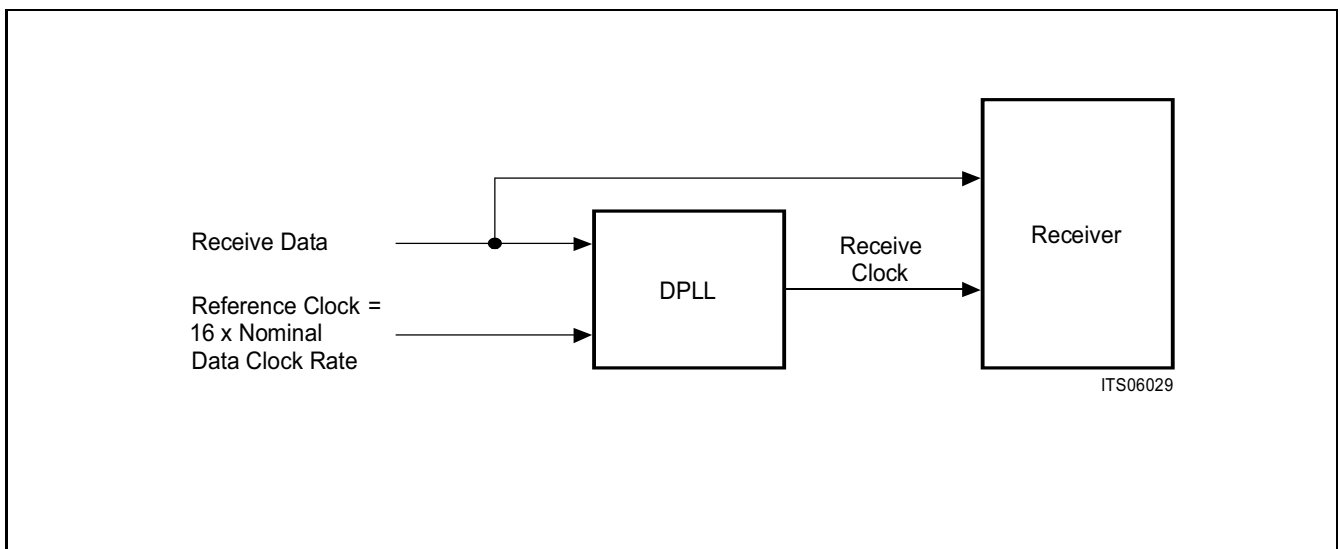 Receive Data
Reference Clock =
16 x Nominal
Data Clock Rate
DPLL
Receive
Clock
Receiver
ITS06029